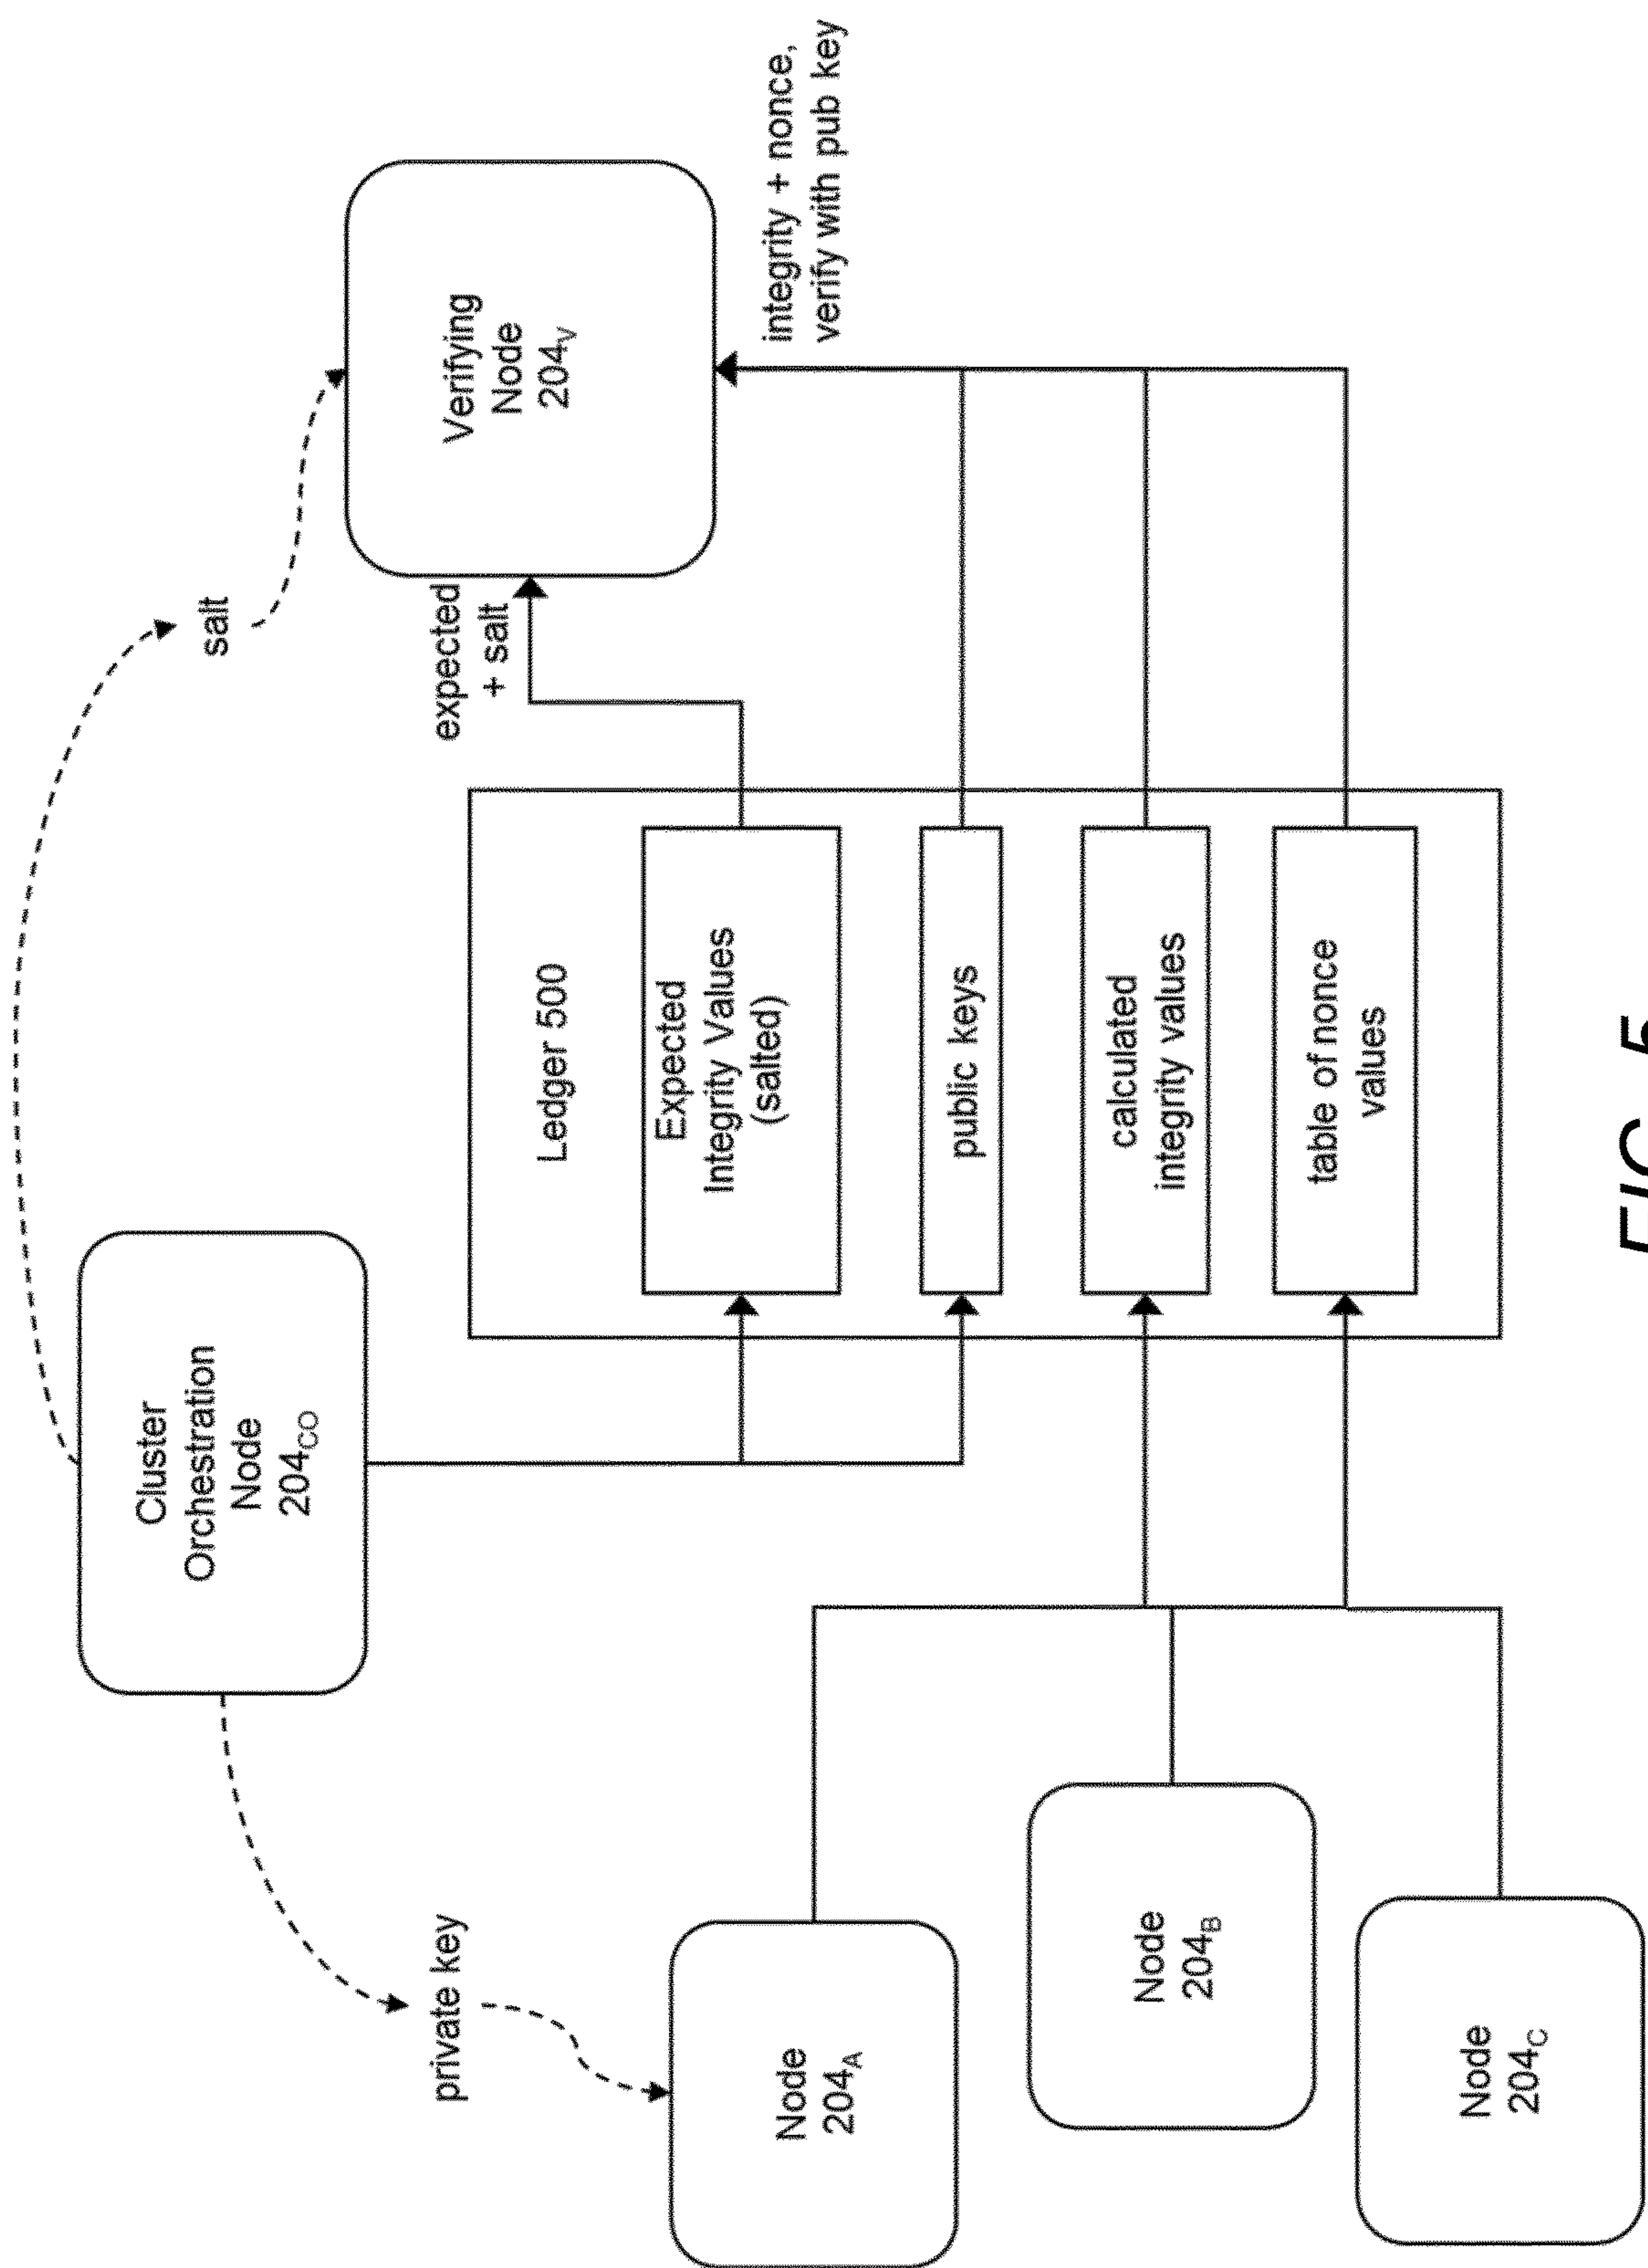 Cluster
Orchestration
Node
204CO
salt
private key
expected
+ salt
Verifying
Node
204V
integrity + nonce,
verify with pub key
Ledger 500
Expected
Integrity Values
(salted)
public keys
calculated
integrity values
table of nonce
values
Node
204A
Node
204B
Node
204C
FIG. 5